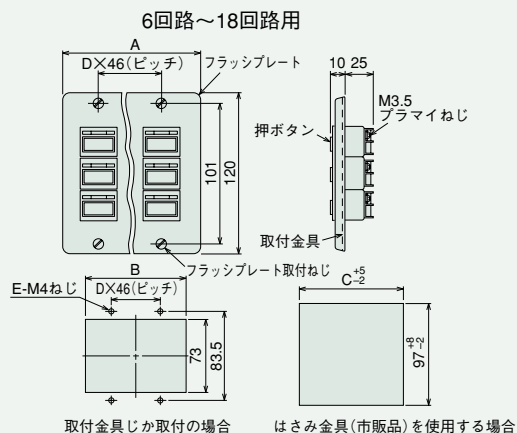 6回路～18回路用
A
D×46(ピッチ)
フラッシプレート
10 25
M3.5
プラマイねじ
押ボタン
101
120
取付金具
フラッシプレート取付ねじ
B
E-M4ねじ
D×46(ピッチ)
73
83.5
C+5−2
97+8−2
取付金具じか取付の場合
はさみ金具(市販品)を使用する場合